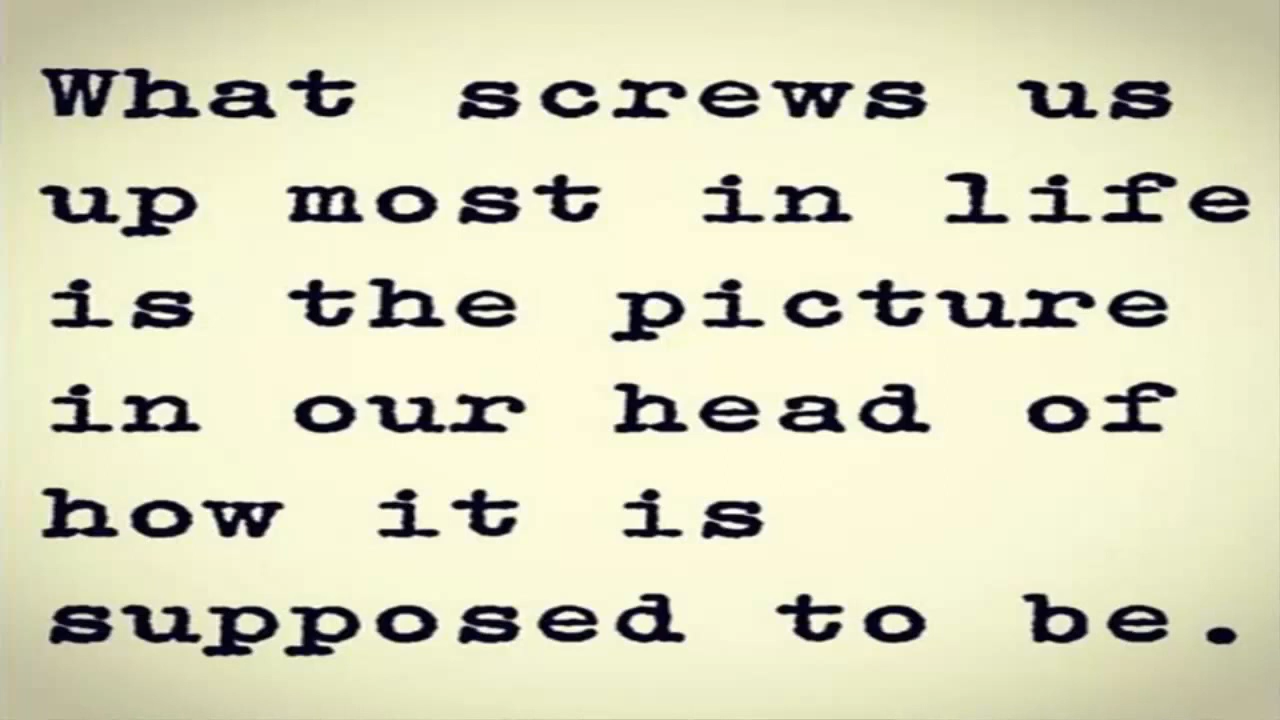 What screws us
up most in life
is the picture
in our head of
how it is
supposed to be.